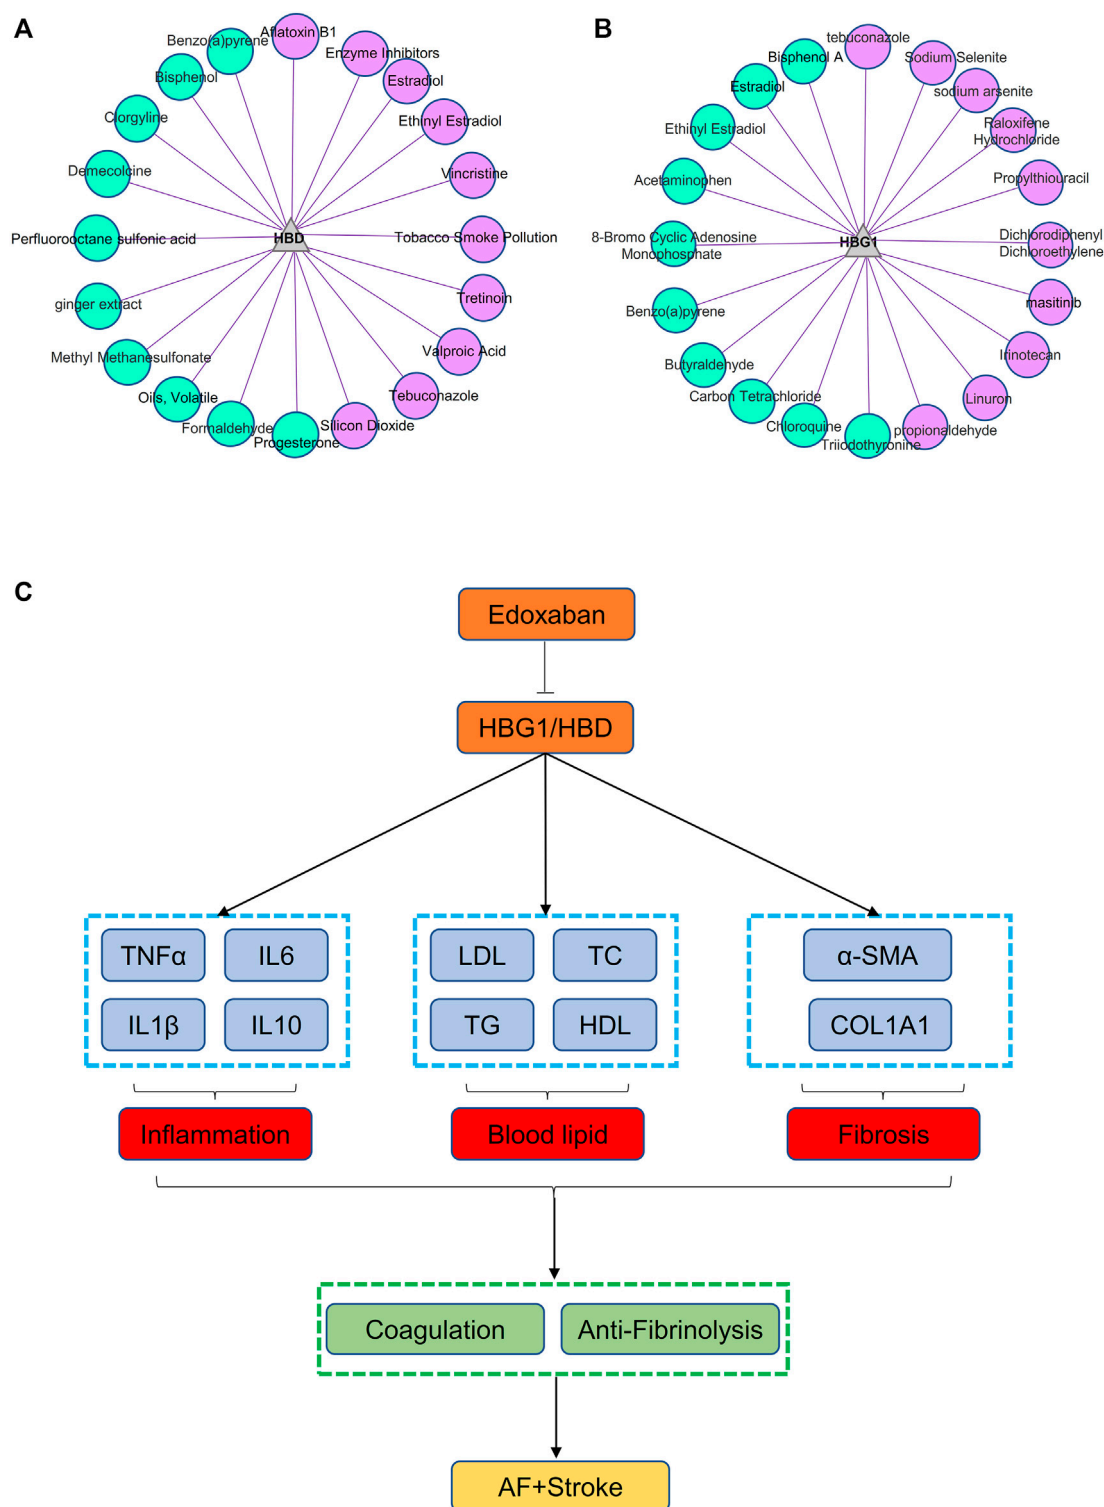 A
Aflatoxin B1
Benzo(a)pyrene
Enzyme Inhibitors
Bisphenol
Estradiol
Clorgyline
Ethinyl Estradiol
Demecolcine
Vincristine
Perfluorooctane sulfonic acid
HBD
Tobacco Smoke Pollution
ginger extract
Tretinoin
Methyl Methanesulfonate
Valproic Acid
Oils, Volatile
Tebuconazole
Formaldehyde
Silicon Dioxide
Progesterone
B
tebuconazole
Bisphenol A
Sodium Selenite
Estradiol
sodium arsenite
Ethinyl Estradiol
Raloxifene
Hydrochloride
Acetaminophen
Propylthiouracil
8-Bromo Cyclic Adenosine
Monophosphate
HBG1
Dichlorodiphenyl
Dichloroethylene
Benzo(a)pyrene
masitinib
Butyraldehyde
Irinotecan
Carbon Tetrachloride
Linuron
Chloroquine
propionaldehyde
Triiodothyronine
C
Edoxaban
HBG1/HBD
TNFα IL6
IL1β IL10
LDL TC
TG HDL
α-SMA
COL1A1
Inflammation
Blood lipid
Fibrosis
Coagulation
Anti-Fibrinolysis
AF+Stroke